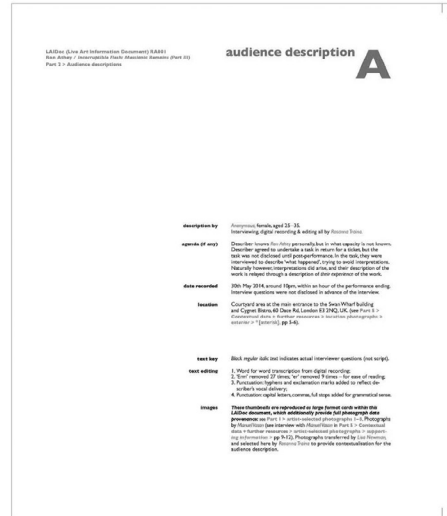 LAIDoc (Live Art Information Document) RA001
Ron Athey / Incorruptible Flesh: Messianic Remains (Part III)
Part 3 > Audience descriptions
audience description A
description by Anonymous, female, aged 25 - 35.
Interviewing, digital recording & editing all by Rosanna Traina
agenda (if any) Describer knows Ron Athey personally, but in what capacity is not known.
Describer agreed to undertake a task in return for a ticket, but the
task was not disclosed until post-performance. In the task, they were
interviewed to describe 'what happened', trying to avoid interpretations.
Naturally however, interpretations did arise, and their description of the
work is relayed through a description of their experience of the work.
date recorded 30th May 2014, around 10pm, within an hour of the performance ending.
Interview questions were not disclosed in advance of the interview.
location Courtyard area at the main entrance to the Swan Wharf building
and Cygnet Bistro, 60 Dace Rd, London E3 2NQ, UK. (see Part 5 >
Contextual data + further resources > location photographs >
exterior > * [asterisk], pp 5-6).
text key Black regular italic text indicates actual interviewer questions (not script).
text editing 1. Word for word transcription from digital recording;
2. 'Erm' removed 27 times, 'er' removed 9 times – for ease of reading;
3. Punctuation: hyphens and exclamation marks added to reflect de-
scriber's vocal delivery;
4. Punctuation: capital letters, commas, full stops added for grammatical sense.
images These thumbnails are reproduced as large format cards within this
LAIDoc document, which additionally provide full photograph data
provenance: see Part 1 > artist-selected photographs 1–8. Photographs
by Manuel Vason (see interview with Manuel Vason in Part 5 > Contextual
data + further resources > artist-selected photographs > support-
ing information > pp 9-12). Photographs transferred by Lisa Newman,
and selected here by Rosanna Traina to provide contextualisation for the
audience description.